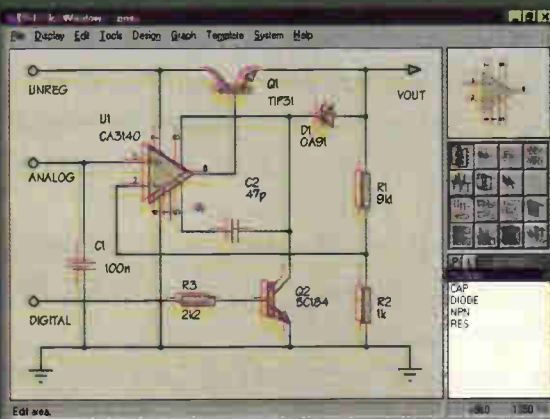 File Display Edit Tools Design Graph Template System Help
UNREG
Q1
TIP31
VOUT
U1
CA3140
D1
OA91
ANALOG
C2
47p
R1
C1
100n
R3
2k2
Q2
BC184
R2
1k
DIGITAL
CAP
DIODE
NPN
RES
Edit area.